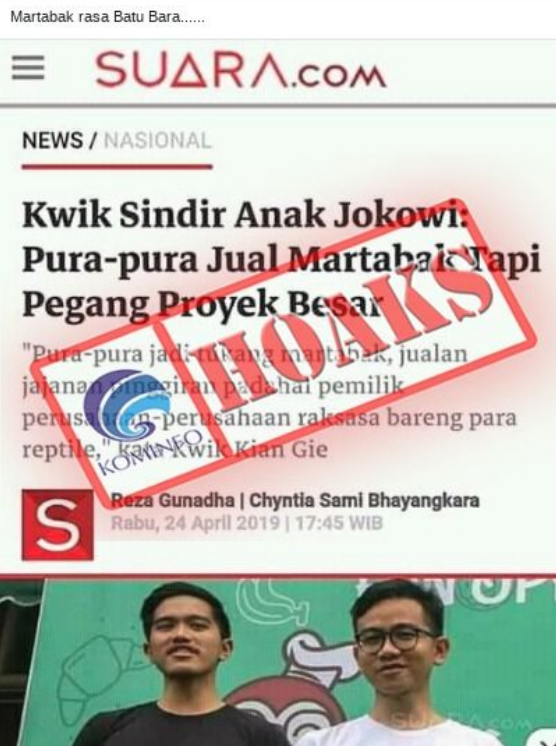 Martabak rasa Batu Bara......
SUARA.COM
NEWS / NASIONAL
Kwik Sindir Anak Jokowi:
Pura-pura Jual Martabak Tapi
Pegang Proyek Besar
"Pura-pura jadi tukang martabak, jualan
jajanan pinggiran padahal pemilik
perusahaan-perusahaan raksasa bareng para
reptile," kata Kwik Kian Gie
HOAKS
KOMINFO
S
Reza Gunadha | Chyntia Sami Bhayangkara
Rabu, 24 April 2019 | 17:45 WIB
SUARA.COM